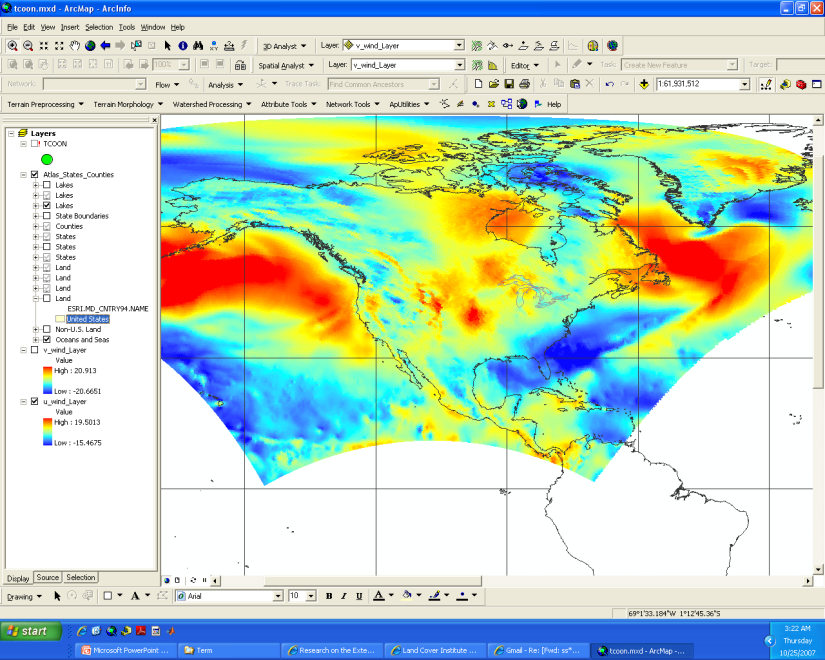 tcoon.mxd - ArcMap - ArcInfo
File Edit View Insert Selection Tools Window Help
3D Analyst Layer: v_wind_Layer
Spatial Analyst Layer: v_wind_Layer Editor Task: Create New Feature Target:
100%
Network: Flow Analysis Trace Task: Find Common Ancestors 1:61,931,512
Terrain Preprocessing Terrain Morphology Watershed Processing Attribute Tools Network Tools ApUtilities Help
Layers
TCOON
Atlas_States_Counties
Lakes
Lakes
Lakes
State Boundaries
Counties
States
States
States
Land
Land
Land
Land
ESRI.MD_CNTRY94.NAME
United States
Non-U.S. Land
Oceans and Seas
v_wind_Layer
Value
High : 20.913
Low : -20.6651
u_wind_Layer
Value
High : 19.5013
Low : -15.4675
Display Source Selection
Drawing A Arial 10 B I U A
69°1'33.184"W 1°12'45.36"S
start
3:22 AM
Thursday
10/25/2007
Microsoft PowerPoint ... Term Research on the Exte... Land Cover Institute ... Gmail - Re: [Fwd: ss*... tcoon.mxd - ArcMap -...